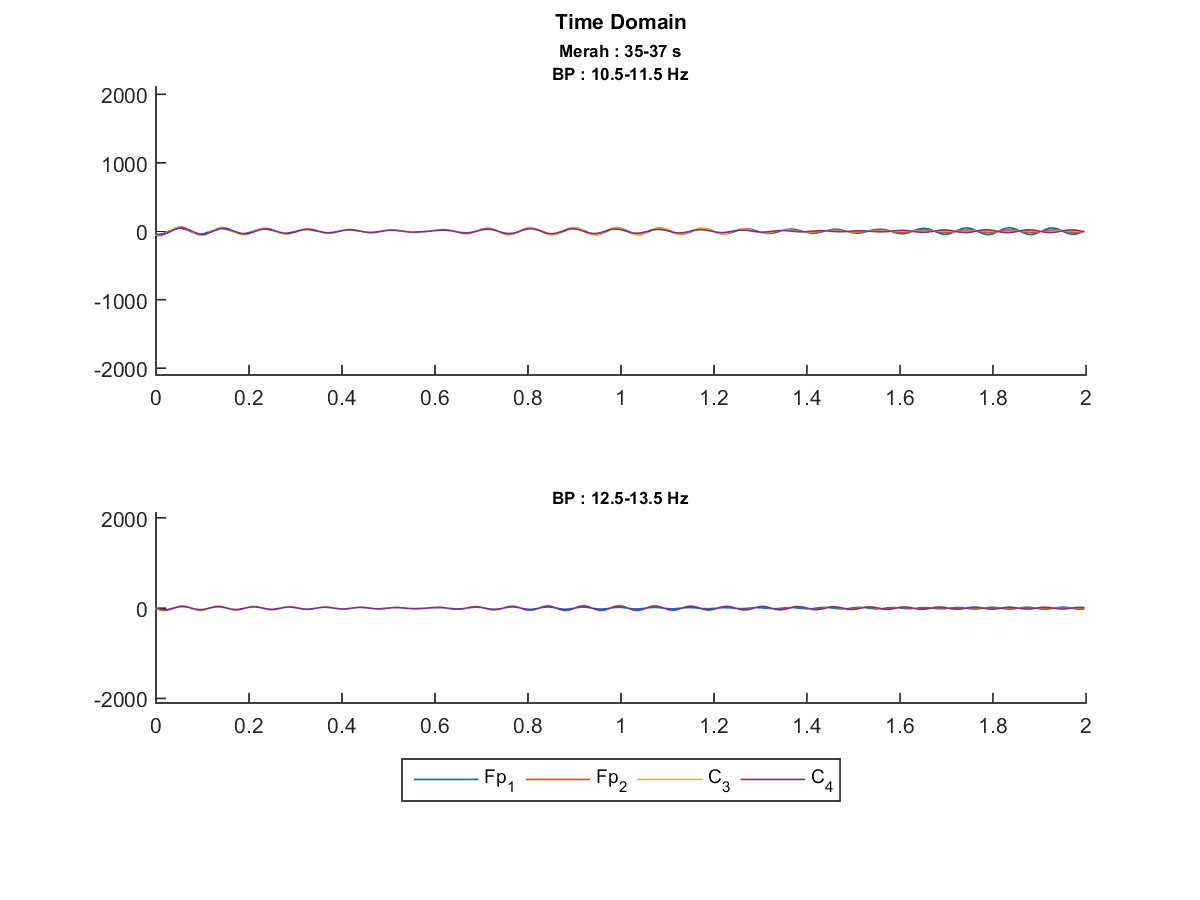 Time Domain
Merah : 35-37 s
BP : 10.5-11.5 Hz
2000
1000
0
-1000
-2000
0 0.2 0.4 0.6 0.8 1 1.2 1.4 1.6 1.8 2
BP : 12.5-13.5 Hz
2000
0
-2000
0 0.2 0.4 0.6 0.8 1 1.2 1.4 1.6 1.8 2
Fp1 Fp2 C3 C4